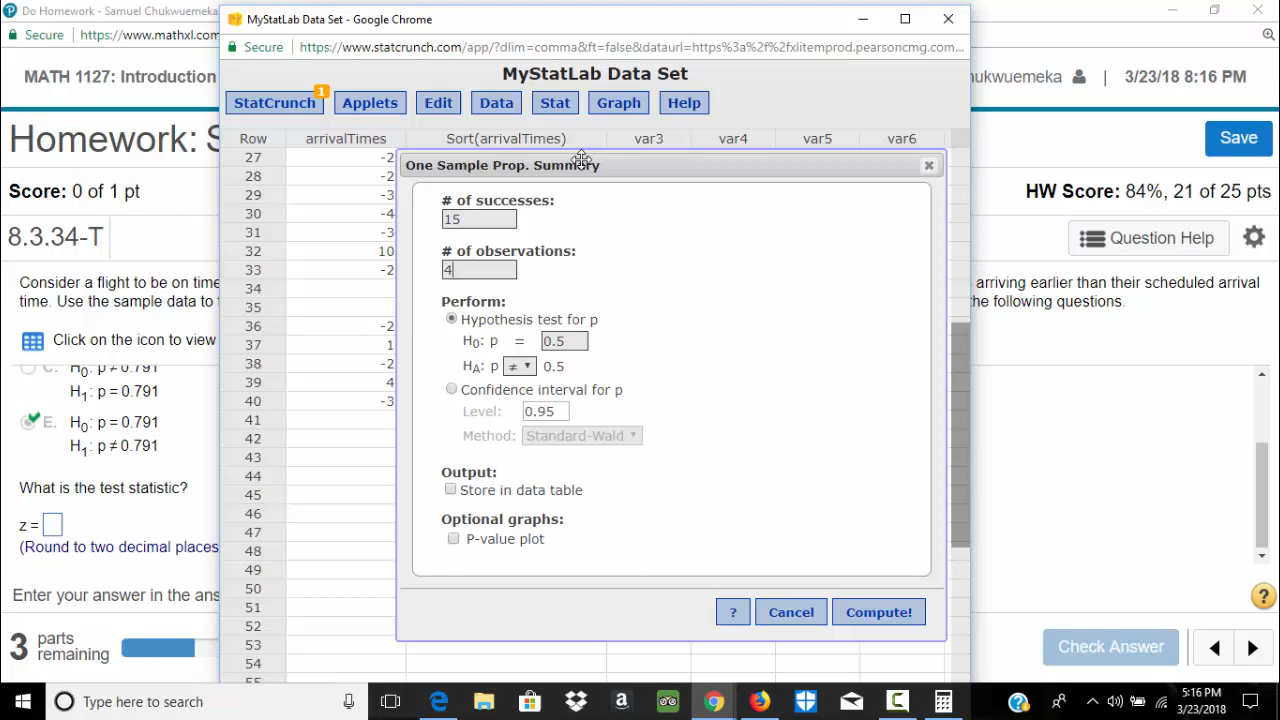 Do Homework - Samuel Chukwuemeka
MyStatLab Data Set - Google Chrome
Secure https://www.mathxl.com
Secure https://www.statcrunch.com/app/?dlim=comma&ft=false&dataurl=https%3a%2f%2fxlitemprod.pearsoncmg.com...
MATH 1127: Introduction
MyStatLab Data Set
hukwuemeka | 3/23/18 8:16 PM
StatCrunch 1 Applets Edit Data Stat Graph Help
Homework: S
Save
Row arrivalTimes Sort(arrivalTimes) var3 var4 var5 var6
27 -2
28 -2
29 -3
30 -4
31 -3
32 10
33 -2
34
35
36 -2
37 1
38 -2
39 4
40 -3
41
42
43
44
45
46
47
48
49
50
51
52
53
54
55
One Sample Prop. Summary
# of successes:
15
# of observations:
4
Perform:
Hypothesis test for p
H0: p = 0.5
HA: p ≠ 0.5
Confidence interval for p
Level: 0.95
Method: Standard-Wald
Output:
Store in data table
Optional graphs:
P-value plot
? Cancel Compute!
Score: 0 of 1 pt
HW Score: 84%, 21 of 25 pts
8.3.34-T
Question Help
Consider a flight to be on time
arriving earlier than their scheduled arrival
time. Use the sample data to
the following questions.
Click on the icon to view
C. H0: p ≠ 0.791
H1: p = 0.791
E. H0: p = 0.791
H1: p ≠ 0.791
What is the test statistic?
z =
(Round to two decimal places
Enter your answer in the ans
?
3 parts
remaining
Check Answer
Type here to search
5:16 PM
3/23/2018